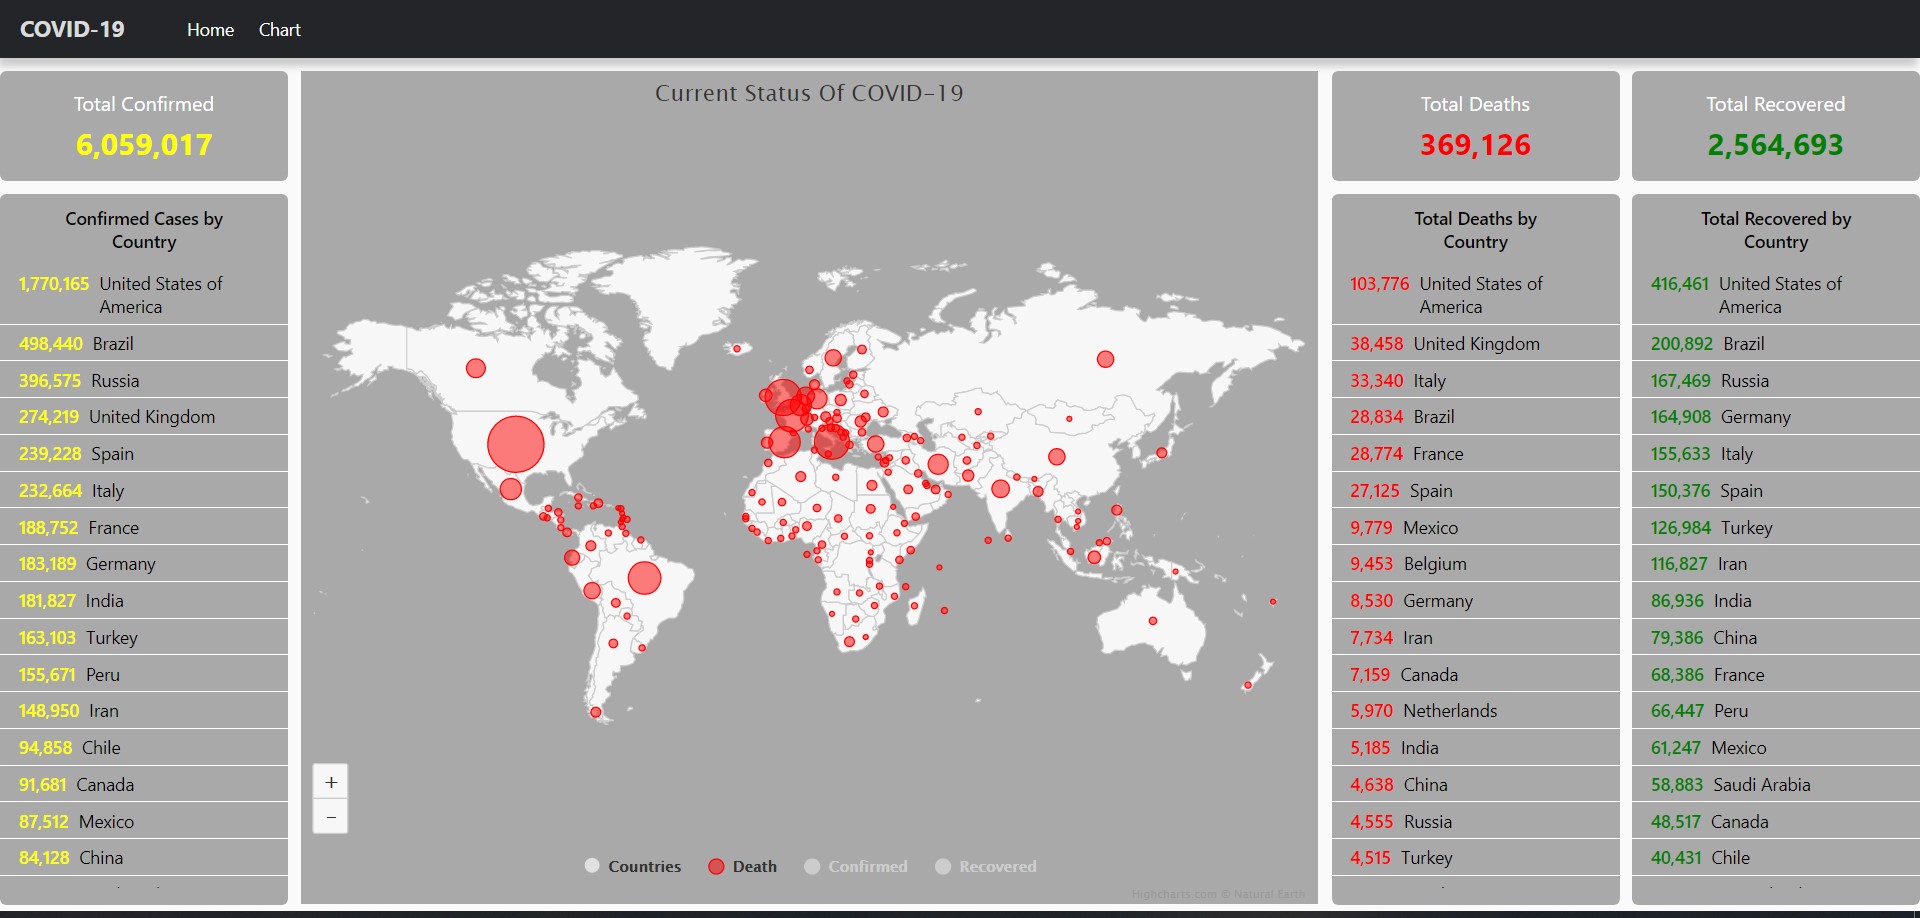 COVID-19 Home Chart
Total Confirmed
6,059,017
Confirmed Cases by
Country
1,770,165 United States of
America
498,440 Brazil
396,575 Russia
274,219 United Kingdom
239,228 Spain
232,664 Italy
188,752 France
183,189 Germany
181,827 India
163,103 Turkey
155,671 Peru
148,950 Iran
94,858 Chile
91,681 Canada
87,512 Mexico
84,128 China
Current Status Of COVID-19
+
−
Countries Death Confirmed Recovered
Highcharts.com © Natural Earth
Total Deaths
369,126
Total Deaths by
Country
103,776 United States of
America
38,458 United Kingdom
33,340 Italy
28,834 Brazil
28,774 France
27,125 Spain
9,779 Mexico
9,453 Belgium
8,530 Germany
7,734 Iran
7,159 Canada
5,970 Netherlands
5,185 India
4,638 China
4,555 Russia
4,515 Turkey
Total Recovered
2,564,693
Total Recovered by
Country
416,461 United States of
America
200,892 Brazil
167,469 Russia
164,908 Germany
155,633 Italy
150,376 Spain
126,984 Turkey
116,827 Iran
86,936 India
79,386 China
68,386 France
66,447 Peru
61,247 Mexico
58,883 Saudi Arabia
48,517 Canada
40,431 Chile